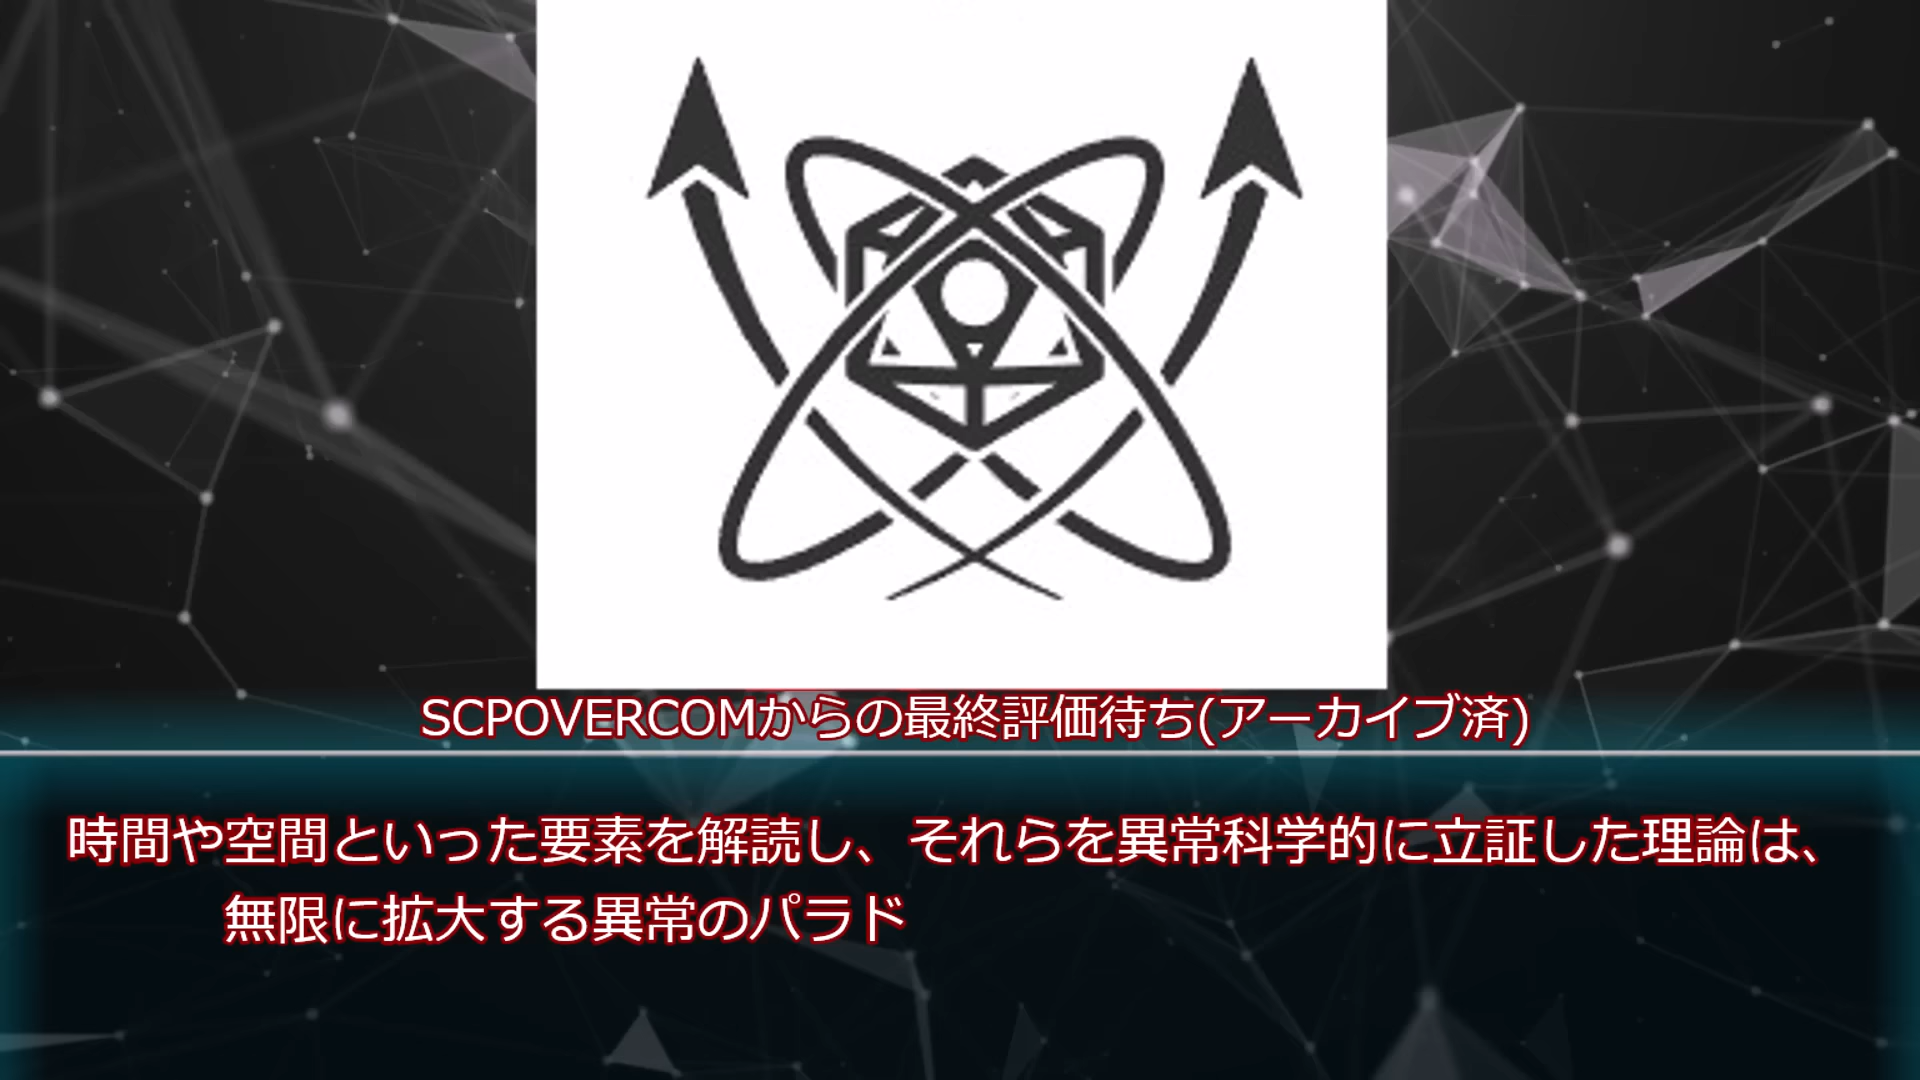 SCPOVERCOMからの最終評価待ち(アーカイブ済)
時間や空間といった要素を解読し、それらを異常科学的に立証した理論は、
無限に拡大する異常のパラド